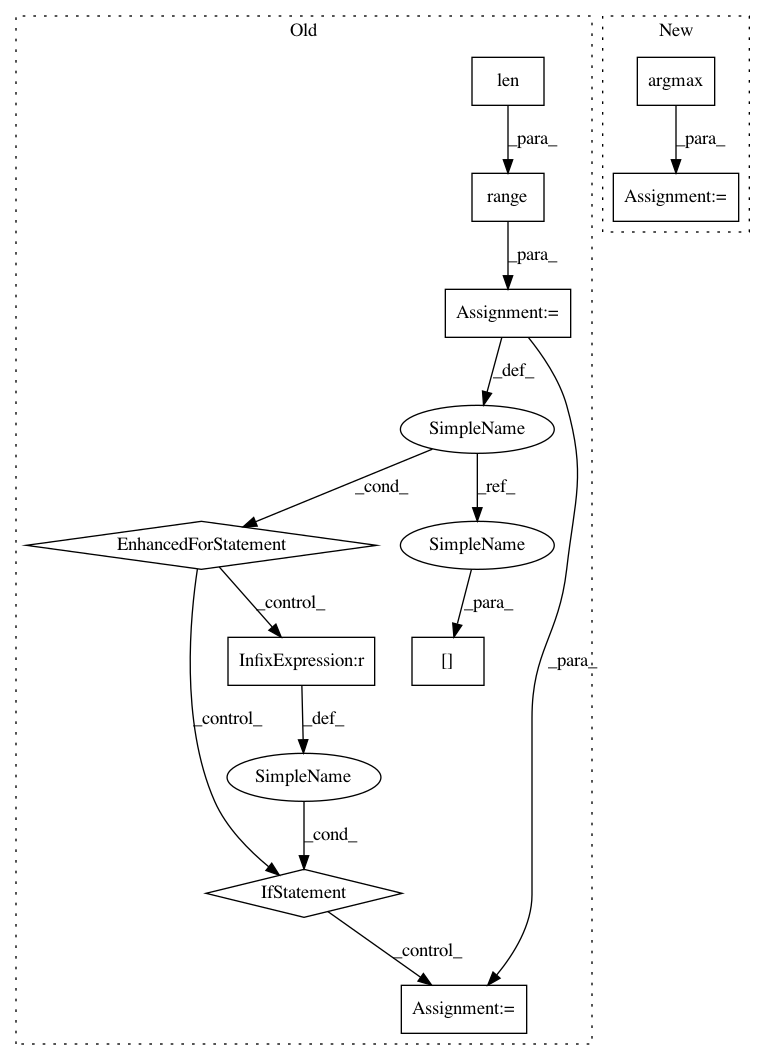 Old
New
len
argmax
_para_
_para_
range
Assignment:=
_para_
Assignment:=
_def_
SimpleName
_cond_
_ref_
EnhancedForStatement
SimpleName
_control_
_para_
InfixExpression:r
[]
_para_
_control_
_def_
SimpleName
_cond_
IfStatement
_control_
Assignment:=